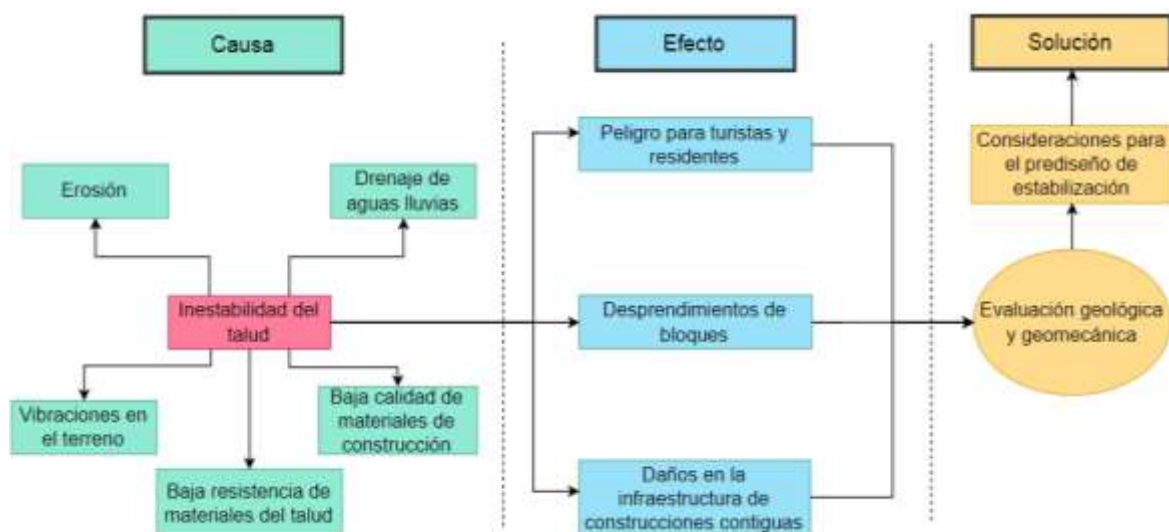 Causa
Efecto
Solución
Erosión
Drenaje de
aguas lluvias
Inestabilidad del
talud
Vibraciones en
el terreno
Baja resistencia de
materiales del talud
Baja calidad de
materiales de
construcción
Peligro para turistas y
residentes
Desprendimientos de
bloques
Daños en la
infraestructura de
construcciones contiguas
Consideraciones para
el prediseño de
estabilización
Evaluación geológica
y geomecánica